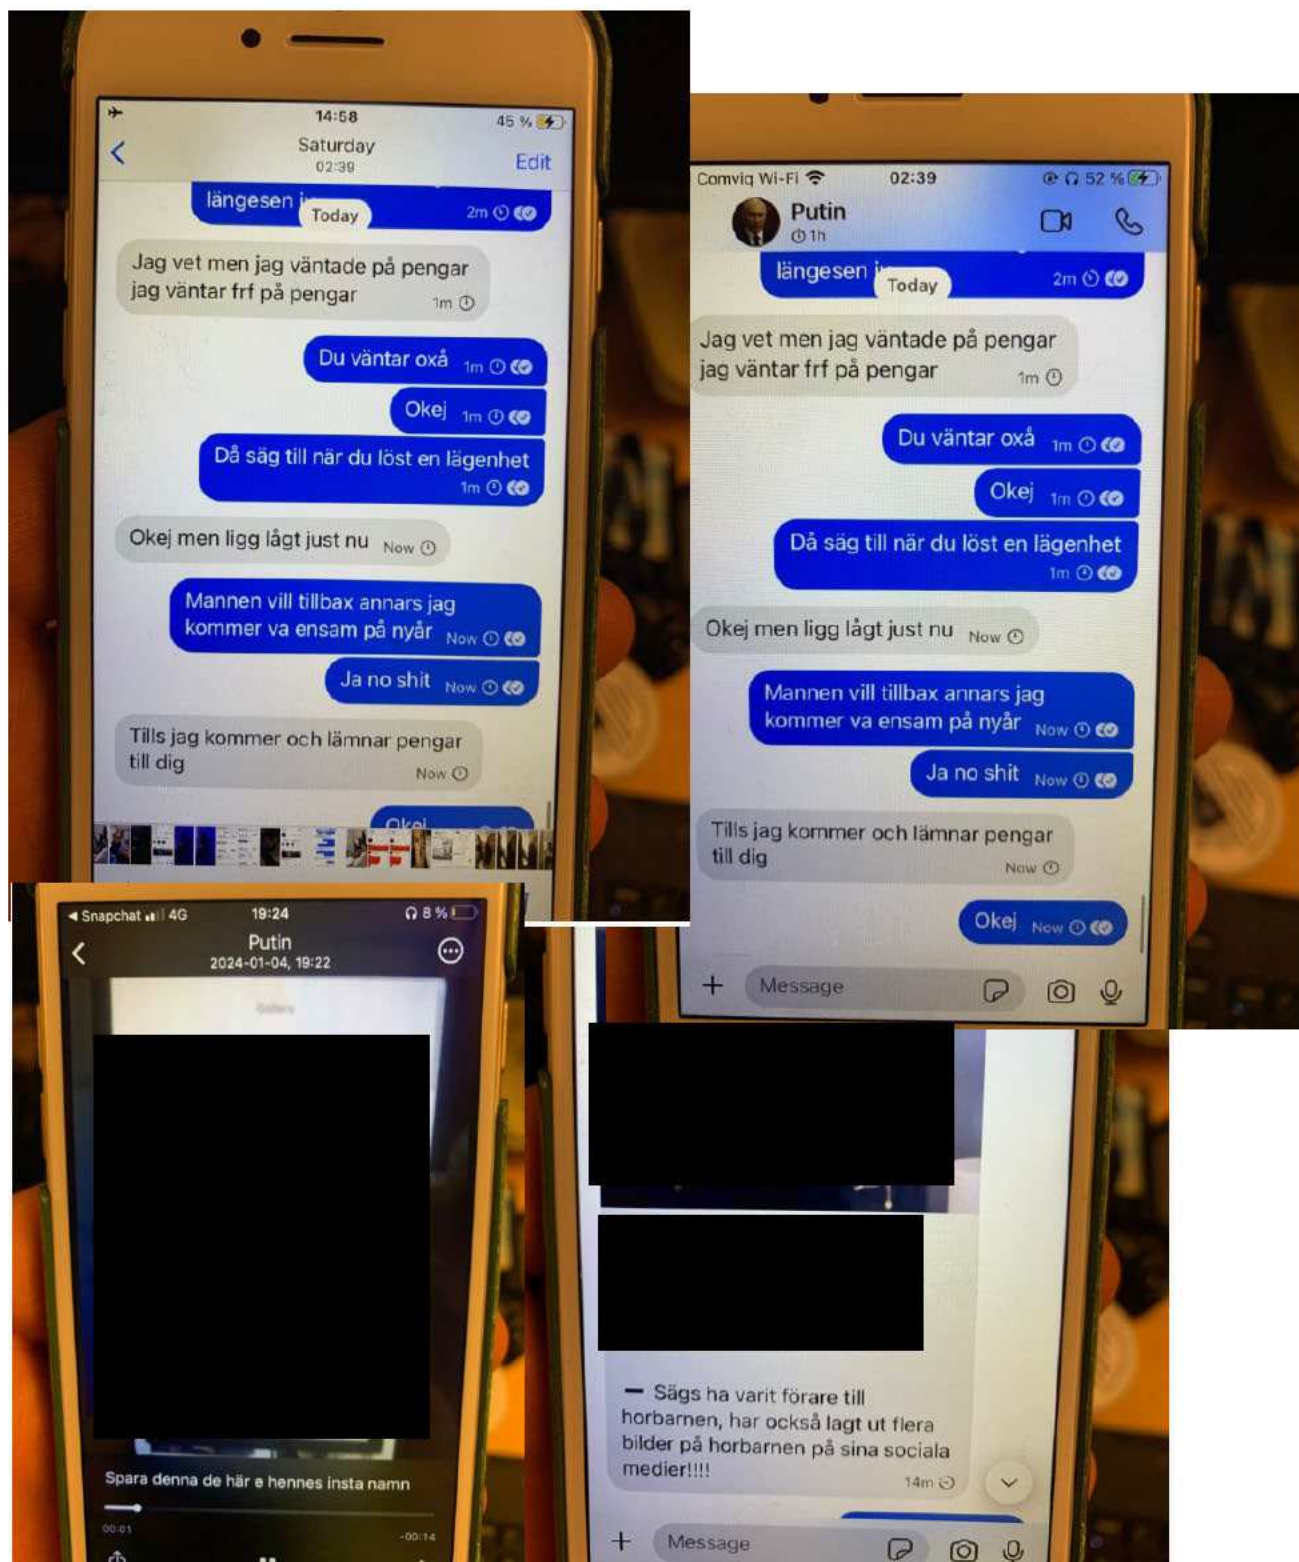 14:58
45 %
Saturday
02:39
Edit
längesen
Today
2m
Jag vet men jag väntade på pengar
jag väntar frf på pengar
1m
Du väntar oxå 1m
Okej 1m
Då säg till när du löst en lägenhet
1m
Okej men ligg lågt just nu Now
Mannen vill tillbax annars jag
kommer va ensam på nyår Now
Ja no shit Now
Tills jag kommer och lämnar pengar
till dig
Now
Okej
Comviq Wi-Fi
02:39
52 %
Putin
1h
längesen
Today
2m
Jag vet men jag väntade på pengar
jag väntar frf på pengar
1m
Du väntar oxå 1m
Okej 1m
Då säg till när du löst en lägenhet
1m
Okej men ligg lågt just nu Now
Mannen vill tillbax annars jag
kommer va ensam på nyår Now
Ja no shit Now
Tills jag kommer och lämnar pengar
till dig
Now
Okej Now
Message
Snapchat 4G
19:24
8 %
Putin
2024-01-04, 19:22
Spara denna de här e hennes insta namn
00:01
-00:14
— Sägs ha varit förare till
horbarnen, har också lagt ut flera
bilder på horbarnen på sina sociala
medier!!!!
14m
Message